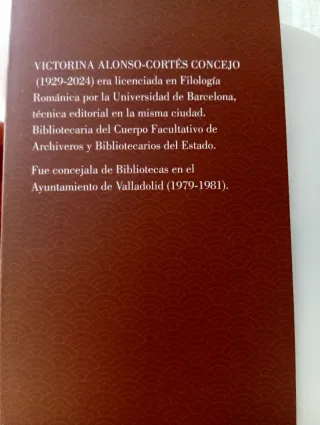 VICTORINA ALONSO-CORTÉS CONCEJO
(1929-2024) era licenciada en Filología
Románica por la Universidad de Barcelona,
técnica editorial en la misma ciudad.
Bibliotecaria del Cuerpo Facultativo de
Archiveros y Bibliotecarios del Estado.
Fue concejala de Bibliotecas en el
Ayuntamiento de Valladolid (1979-1981).